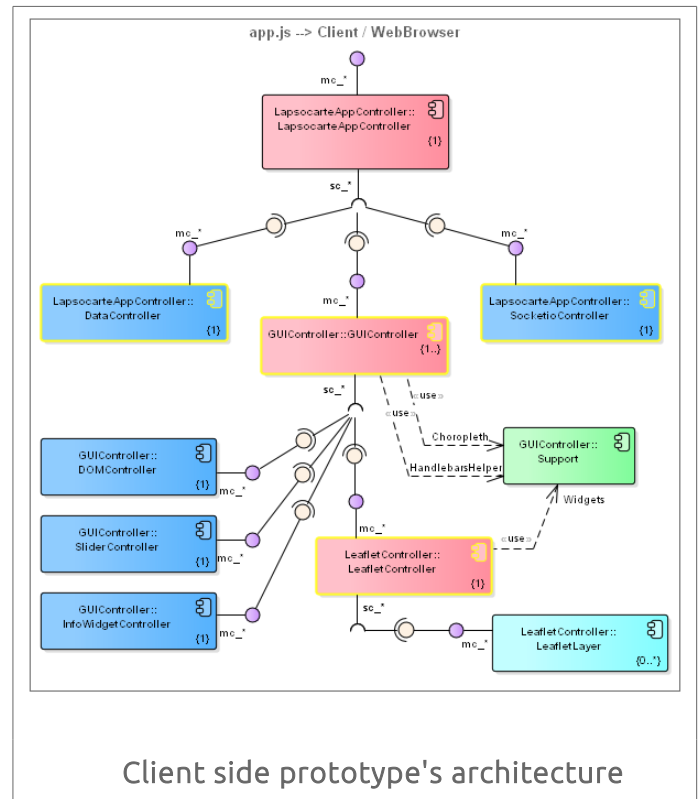 app.js --> Client / WebBrowser
mc_*
LapsocarteAppController::
LapsocarteAppController
{1}
sc_*
mc_*
mc_*
LapsocarteAppController::
DataController
{1}
mc_*
LapsocarteAppController::
SocketioController
{1}
GUIController::GUIController
{1..}
sc_*
«use»
«use»
Choropleth
HandlebarsHelper
GUIController::
Support
Widgets
«use»
GUIController::
DOMController
{1}
mc_*
GUIController::
SliderController
{1}
mc_*
GUIController::
InfoWidgetController
{1}
mc_*
mc_*
LeafletController::
LeafletController
{1}
sc_*
mc_*
LeafletController::
LeafletLayer
{0..*}
Client side prototype's architecture